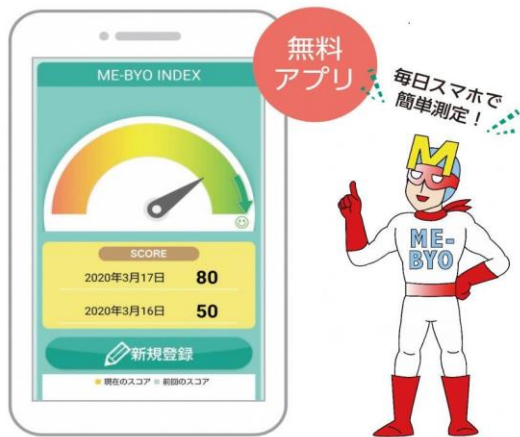 ME-BYO INDEX
SCORE
2020年3月17日 80
2020年3月16日 50
新規登録
現在のスコア 前回のスコア
無料
アプリ
毎日スマホで
簡単測定！
M
ME-
BYO